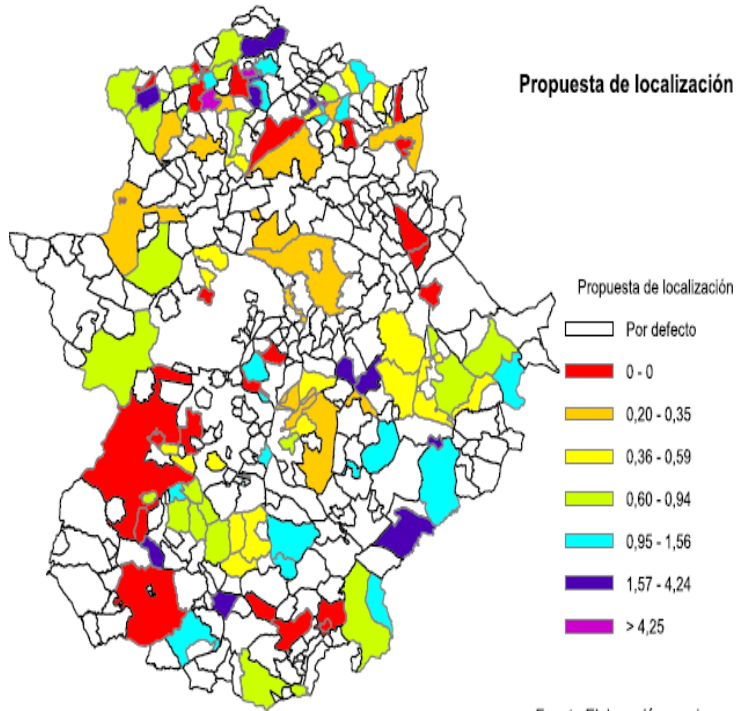 Propuesta de localización
Propuesta de localización
Por defecto
0 - 0
0,20 - 0,35
0,36 - 0,59
0,60 - 0,94
0,95 - 1,56
1,57 - 4,24
> 4,25